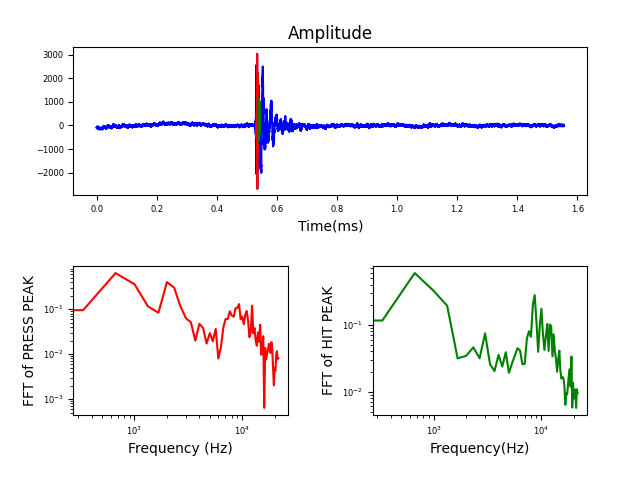 Amplitude
3000
2000
1000
0
−1000
−2000
0.0 0.2 0.4 0.6 0.8 1.0 1.2 1.4 1.6
Time(ms)
FFT of PRESS PEAK
10⁻¹
10⁻²
10⁻³
10³ 10⁴
Frequency (Hz)
FFT of HIT PEAK
10⁻¹
10⁻²
10³ 10⁴
Frequency(Hz)